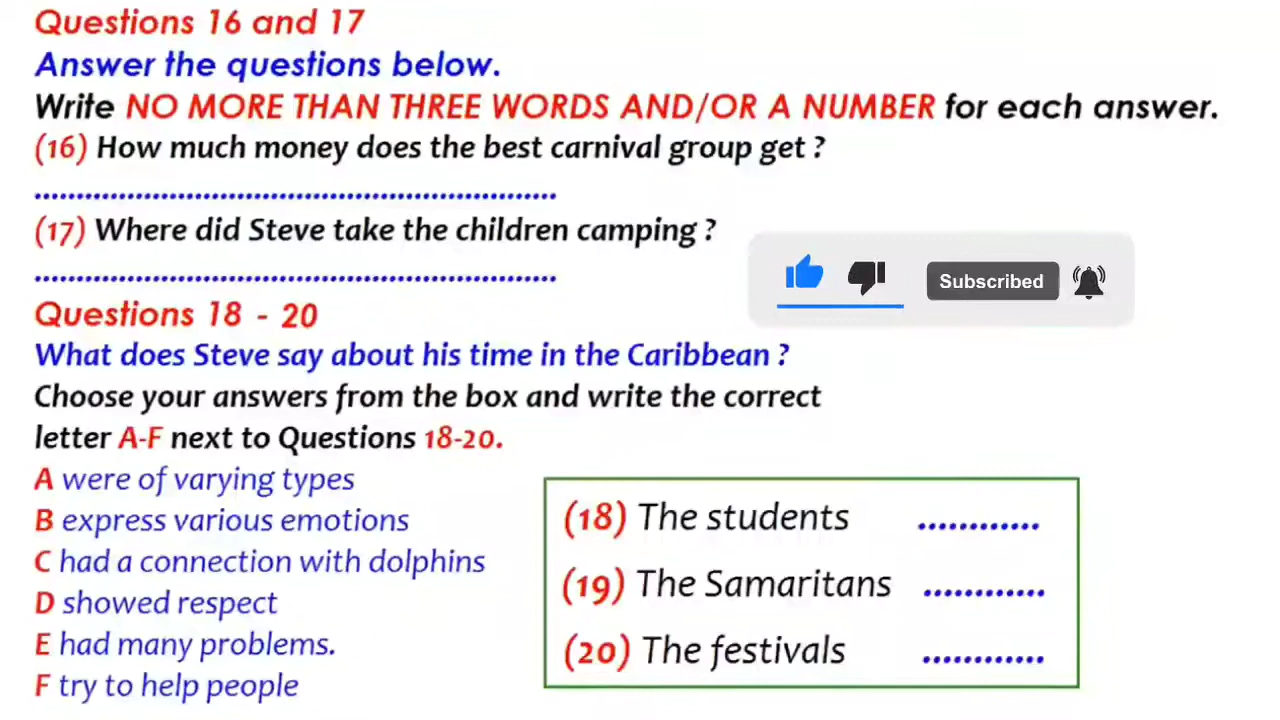 Questions 16 and 17
Answer the questions below.
Write NO MORE THAN THREE WORDS AND/OR A NUMBER for each answer.
(16) How much money does the best carnival group get ?
..............................................................
(17) Where did Steve take the children camping ?
..............................................................
Subscribed
Questions 18 - 20
What does Steve say about his time in the Caribbean ?
Choose your answers from the box and write the correct
letter A-F next to Questions 18-20.
A were of varying types
B express various emotions
C had a connection with dolphins
D showed respect
E had many problems.
F try to help people
(18) The students ............
(19) The Samaritans ............
(20) The festivals ............